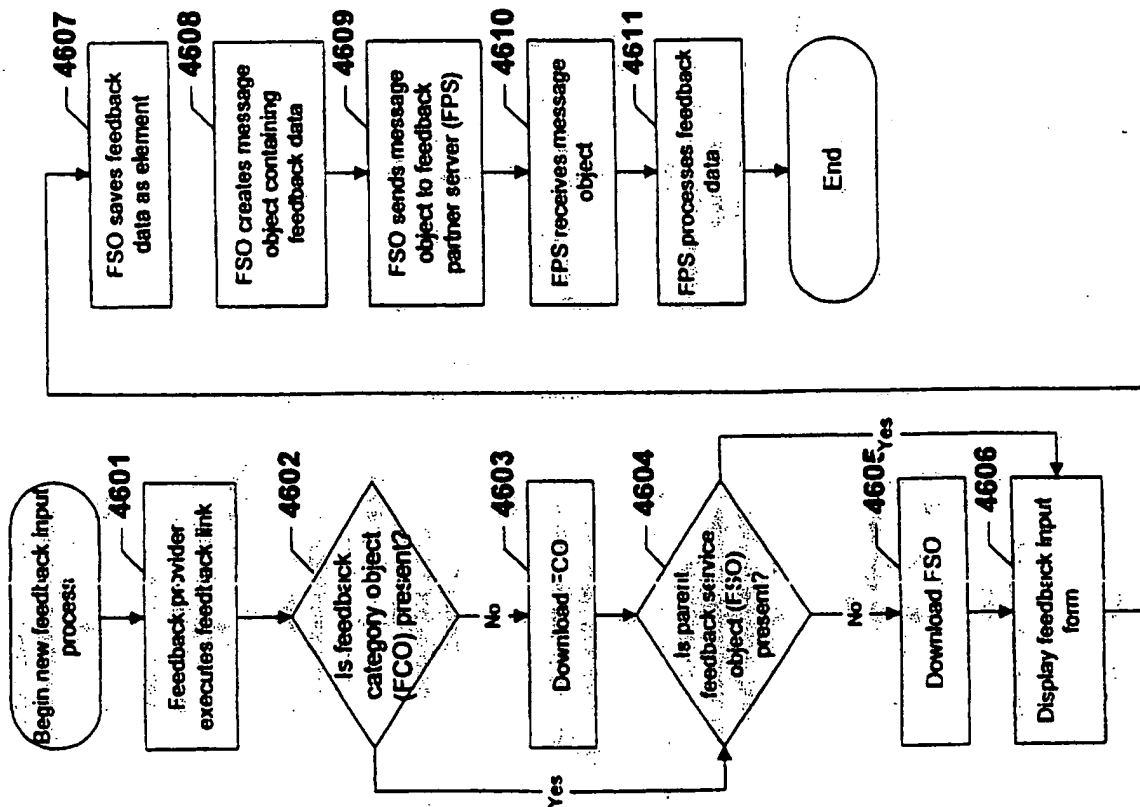 Begin new feedback input
process
4601
Feedback provider
executes feedback link
4602
Is feedback
category object
(FCO) present?
No
Yes
4603
Download FCO
4604
Is parent
feedback service
object (FSO)
present?
No
Yes
4605
Download FSO
4606
Display feedback input
form
4607
FSO saves feedback
data as element
4608
FSO creates message
object containing
feedback data
4609
FSO sends message
object to feedback
partner server (FPS)
4610
FPS receives message
object
4611
FPS processes feedback
data
End